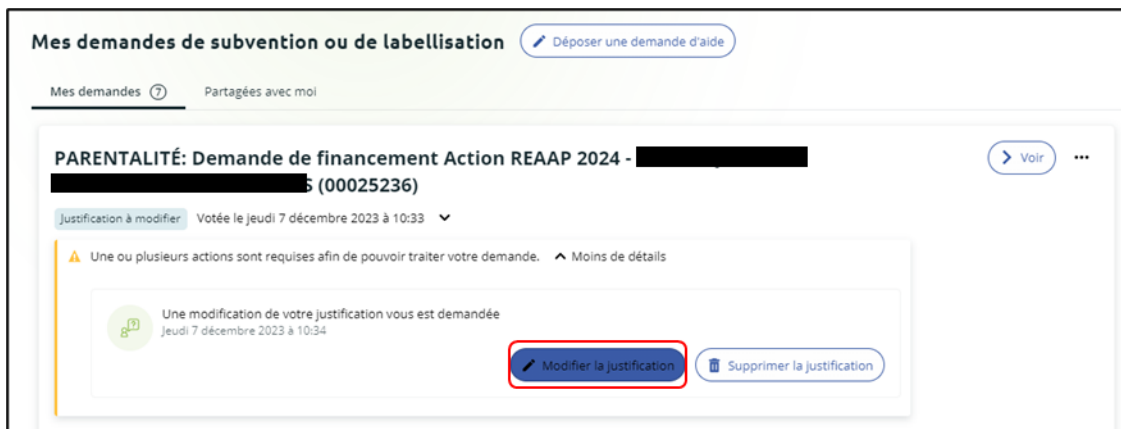 Mes demandes de subvention ou de labellisation Déposer une demande d'aide
Mes demandes ? Partagées avec moi
PARENTALITÉ: Demande de financement Action REAAP 2024 -
S (00025236)
Voir
Justification à modifier Votée le jeudi 7 décembre 2023 à 10:33
Une ou plusieurs actions sont requises afin de pouvoir traiter votre demande. Moins de détails
Une modification de votre justification vous est demandée
Jeudi 7 décembre 2023 à 10:34
Modifier la justification Supprimer la justification